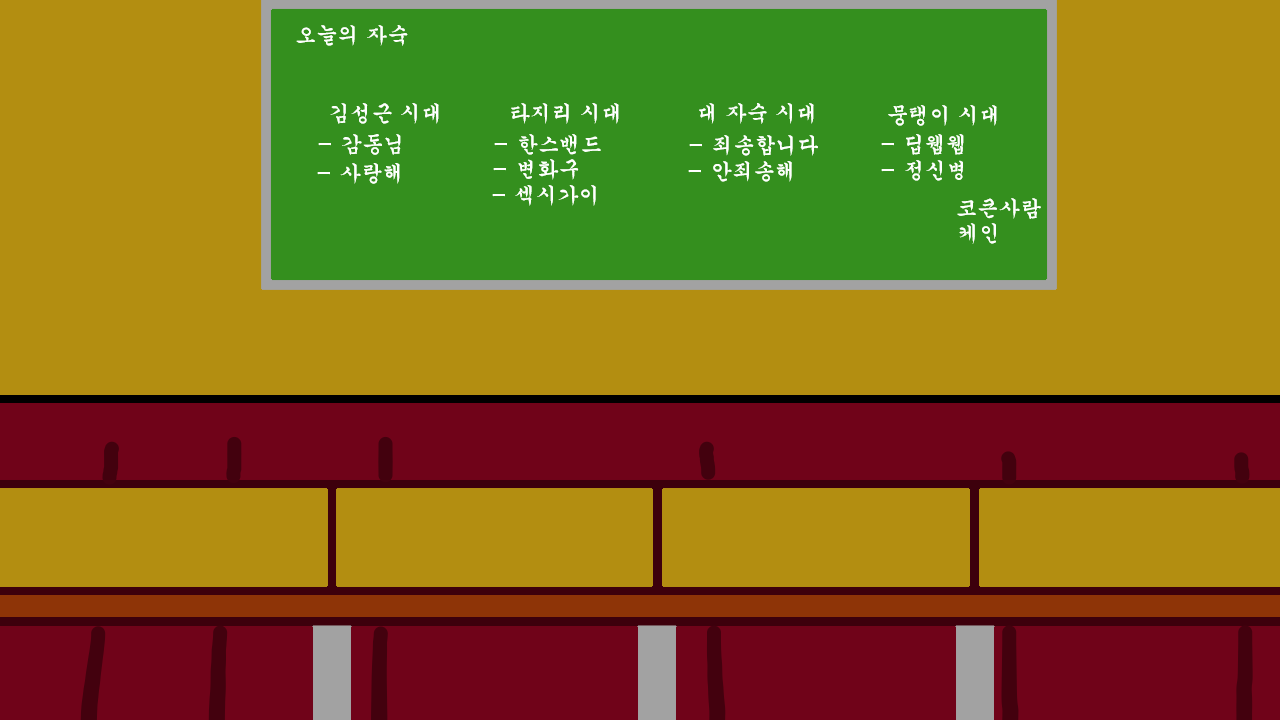 오늘의 자숙
김성근 시대
- 감동님
- 사랑해
타지리 시대
- 한스밴드
- 변화구
- 섹시가이
대 자숙 시대
- 죄송합니다
- 안죄송해
뭉탱이 시대
- 딥웹웹
- 정신병
코큰사람
케인